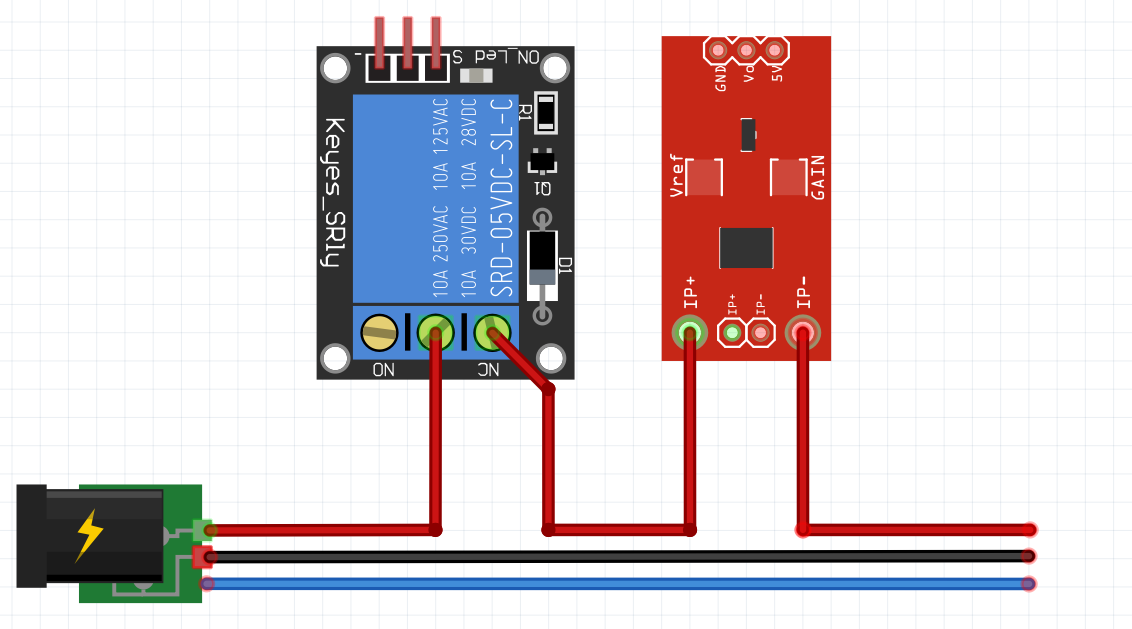 -
S
ON_Led
Keyes_SRly
10A 250VAC 10A 125VAC
10A 30VDC 10A 28VDC
SRD-05VDC-SL-C
R1
Q1
D1
NO
NC
GND
Vo
5V
Vref
GAIN
IP+
IP+
IP-
IP-